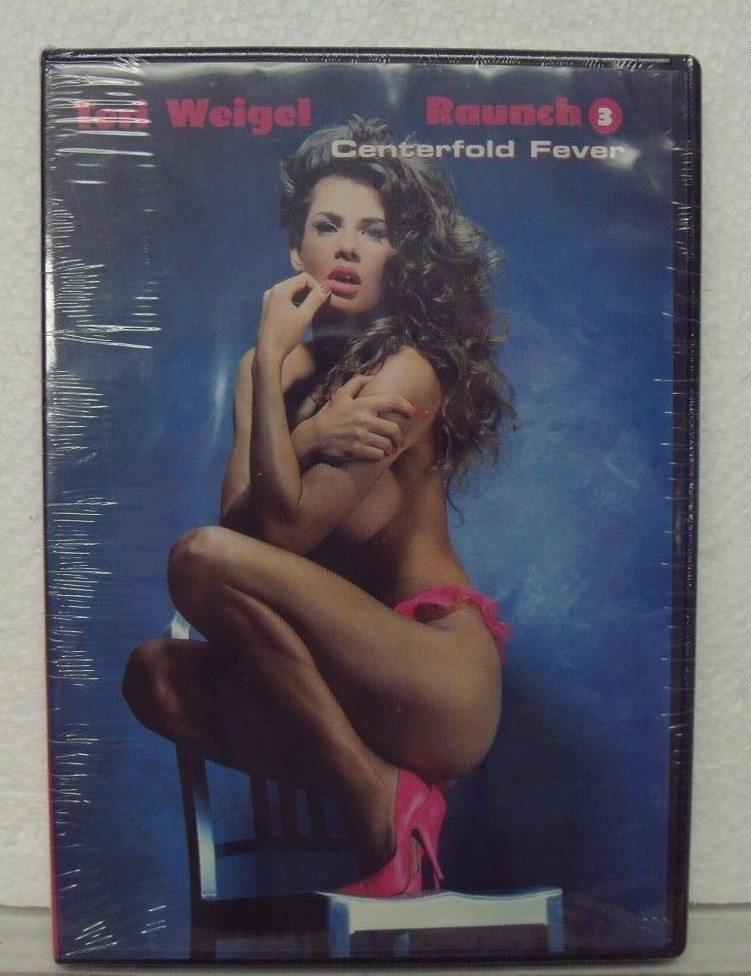 Teri Weigel
Raunch 3
Centerfold Fever